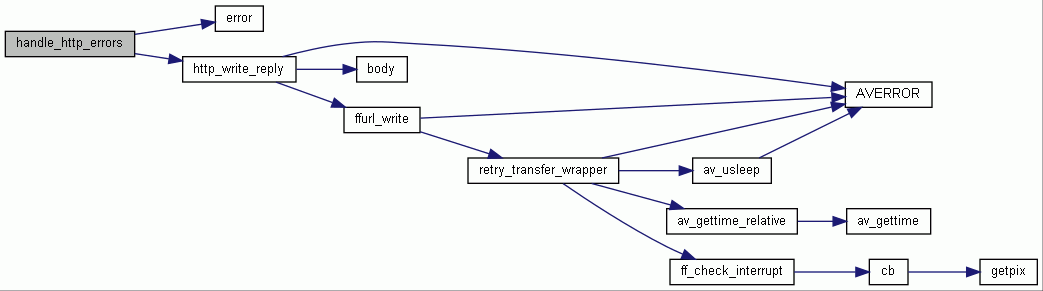 error
handle_http_errors
http_write_reply
body
AVERROR
ffurl_write
retry_transfer_wrapper
av_usleep
av_gettime_relative
av_gettime
ff_check_interrupt
cb
getpix